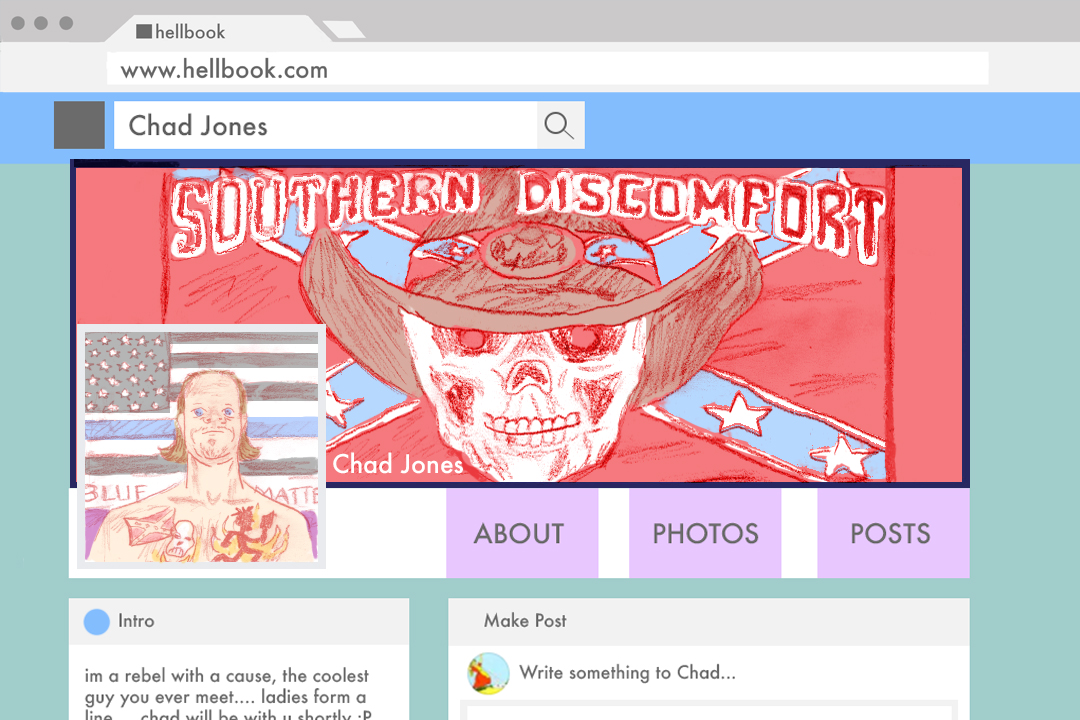 hellbook
www.hellbook.com
Chad Jones
SOUTHERN DISCOMFORT
BLUE MATTE
Chad Jones
ABOUT PHOTOS POSTS
Intro
im a rebel with a cause, the coolest
guy you ever meet.... ladies form a
line.... chad will be with u shortly ;P
Make Post
Write something to Chad...